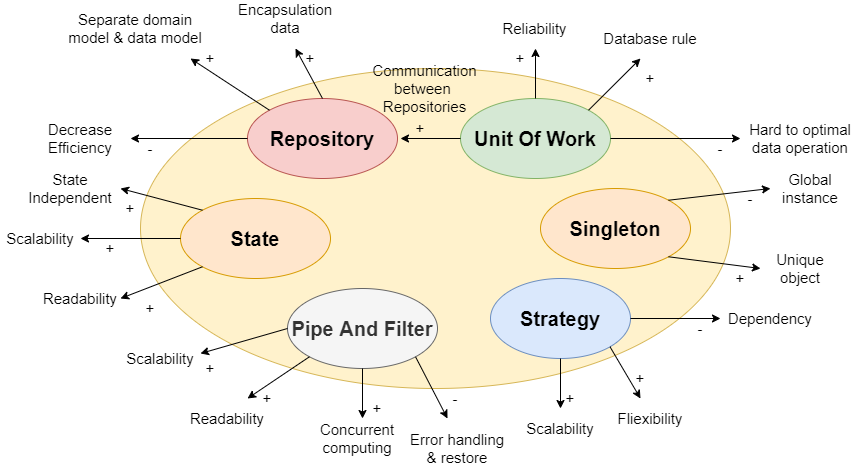 Separate domain
model & data model
+
Encapsulation
data
+
Reliability
+
Database rule
+
Communication
between
Repositories
+
Decrease
Efficiency
-
Repository
Unit Of Work
-
Hard to optimal
data operation
State
Independent
+
Global
instance
-
Scalability
+
State
Singleton
Unique
object
+
Readability
+
Pipe And Filter
Strategy
-
Dependency
Scalability
+
Readability
+
Concurrent
computing
+
Error handling
& restore
-
Scalability
+
Fliexibility
+